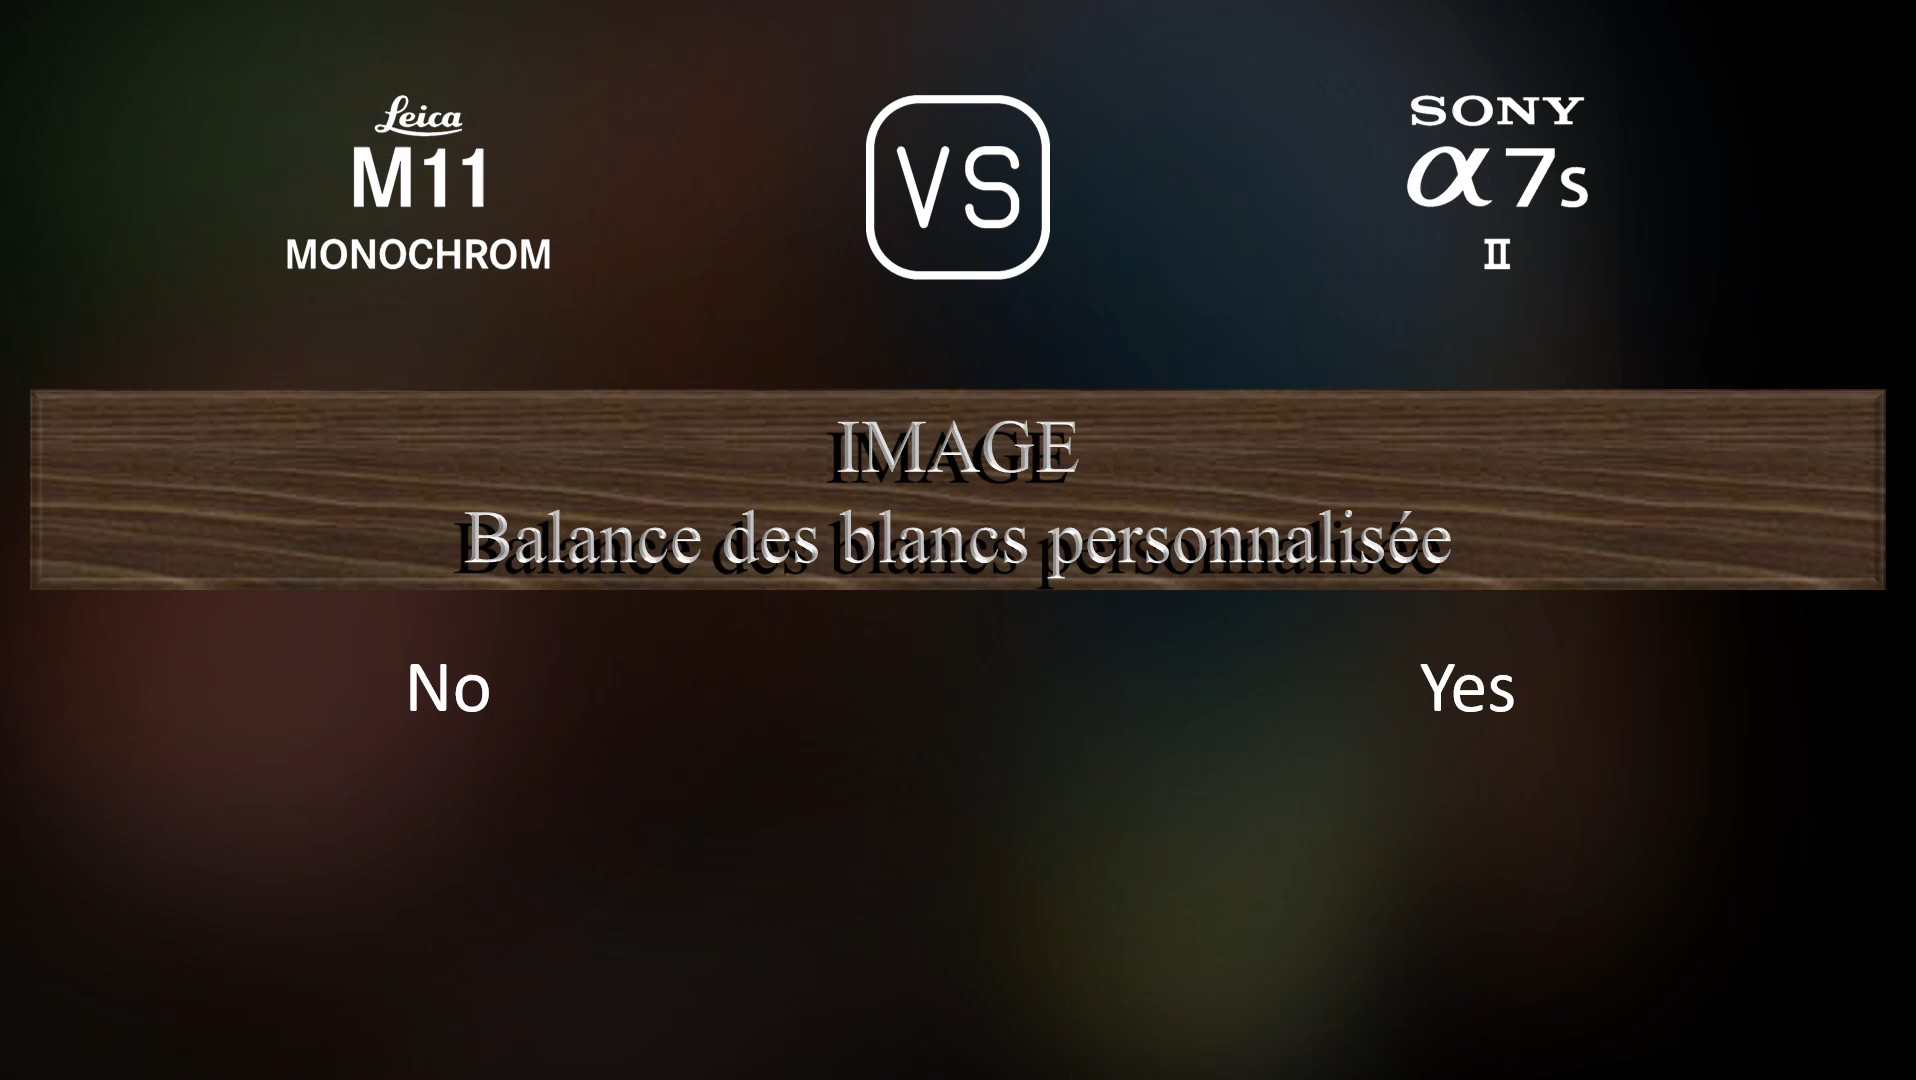 Leica
M11
MONOCHROM
VS
SONY
α7s
II
IMAGE
Balance des blancs personnalisée
No
Yes